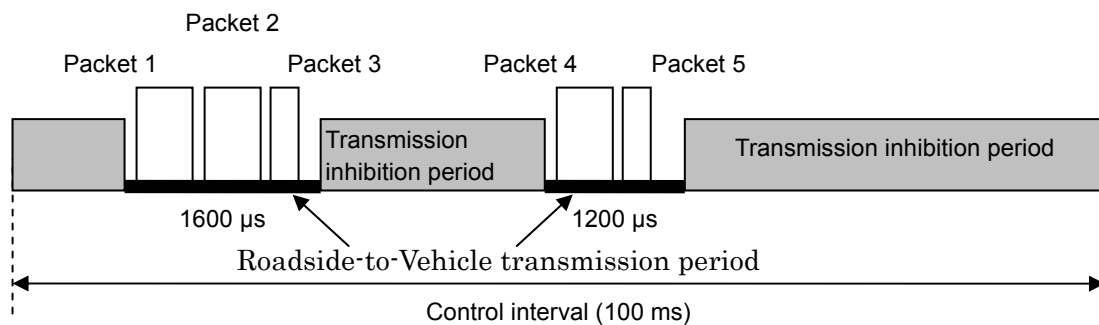 Packet 2
Packet 1
Packet 3
Packet 4
Packet 5
Transmission
inhibition period
Transmission inhibition period
1600 µs
1200 µs
Roadside-to-Vehicle transmission period
Control interval (100 ms)